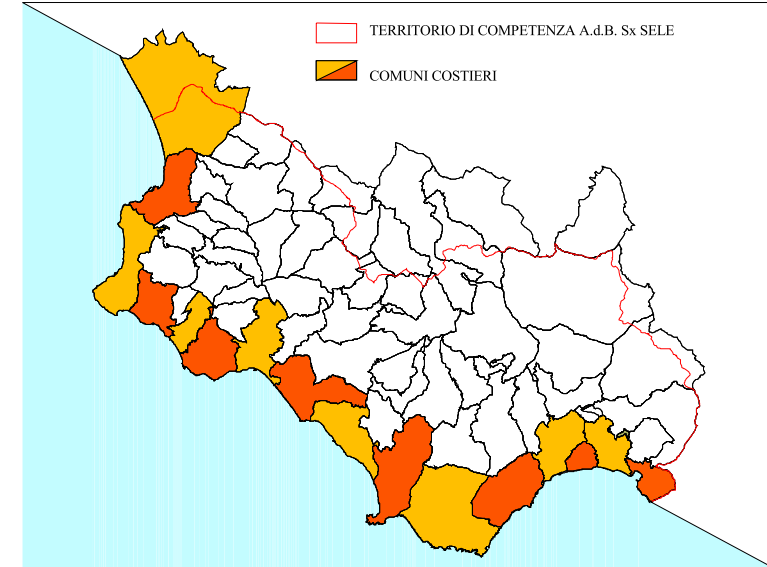 TERRITORIO DI COMPETENZA A.d.B. Sx SELE
COMUNI COSTIERI